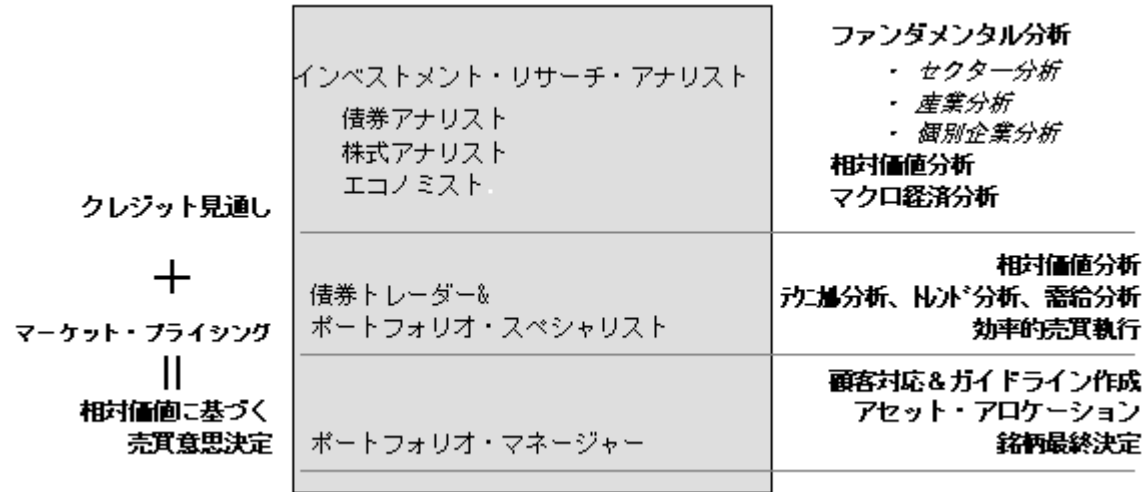 インベストメント・リサーチ・アナリスト
債券アナリスト
株式アナリスト
エコノミスト
ファンダメンタル分析
・ セクター分析
・ 産業分析
・ 個別企業分析
相対価値分析
マクロ経済分析
クレジット見通し
+
マーケット・プライシング
||
相対価値に基づく
売買意思決定
債券トレーダー&
ポートフォリオ・スペシャリスト
相対価値分析
テクニカル分析、トレンド分析、需給分析
効率的売買執行
ポートフォリオ・マネージャー
顧客対応&ガイドライン作成
アセット・アロケーション
銘柄最終決定